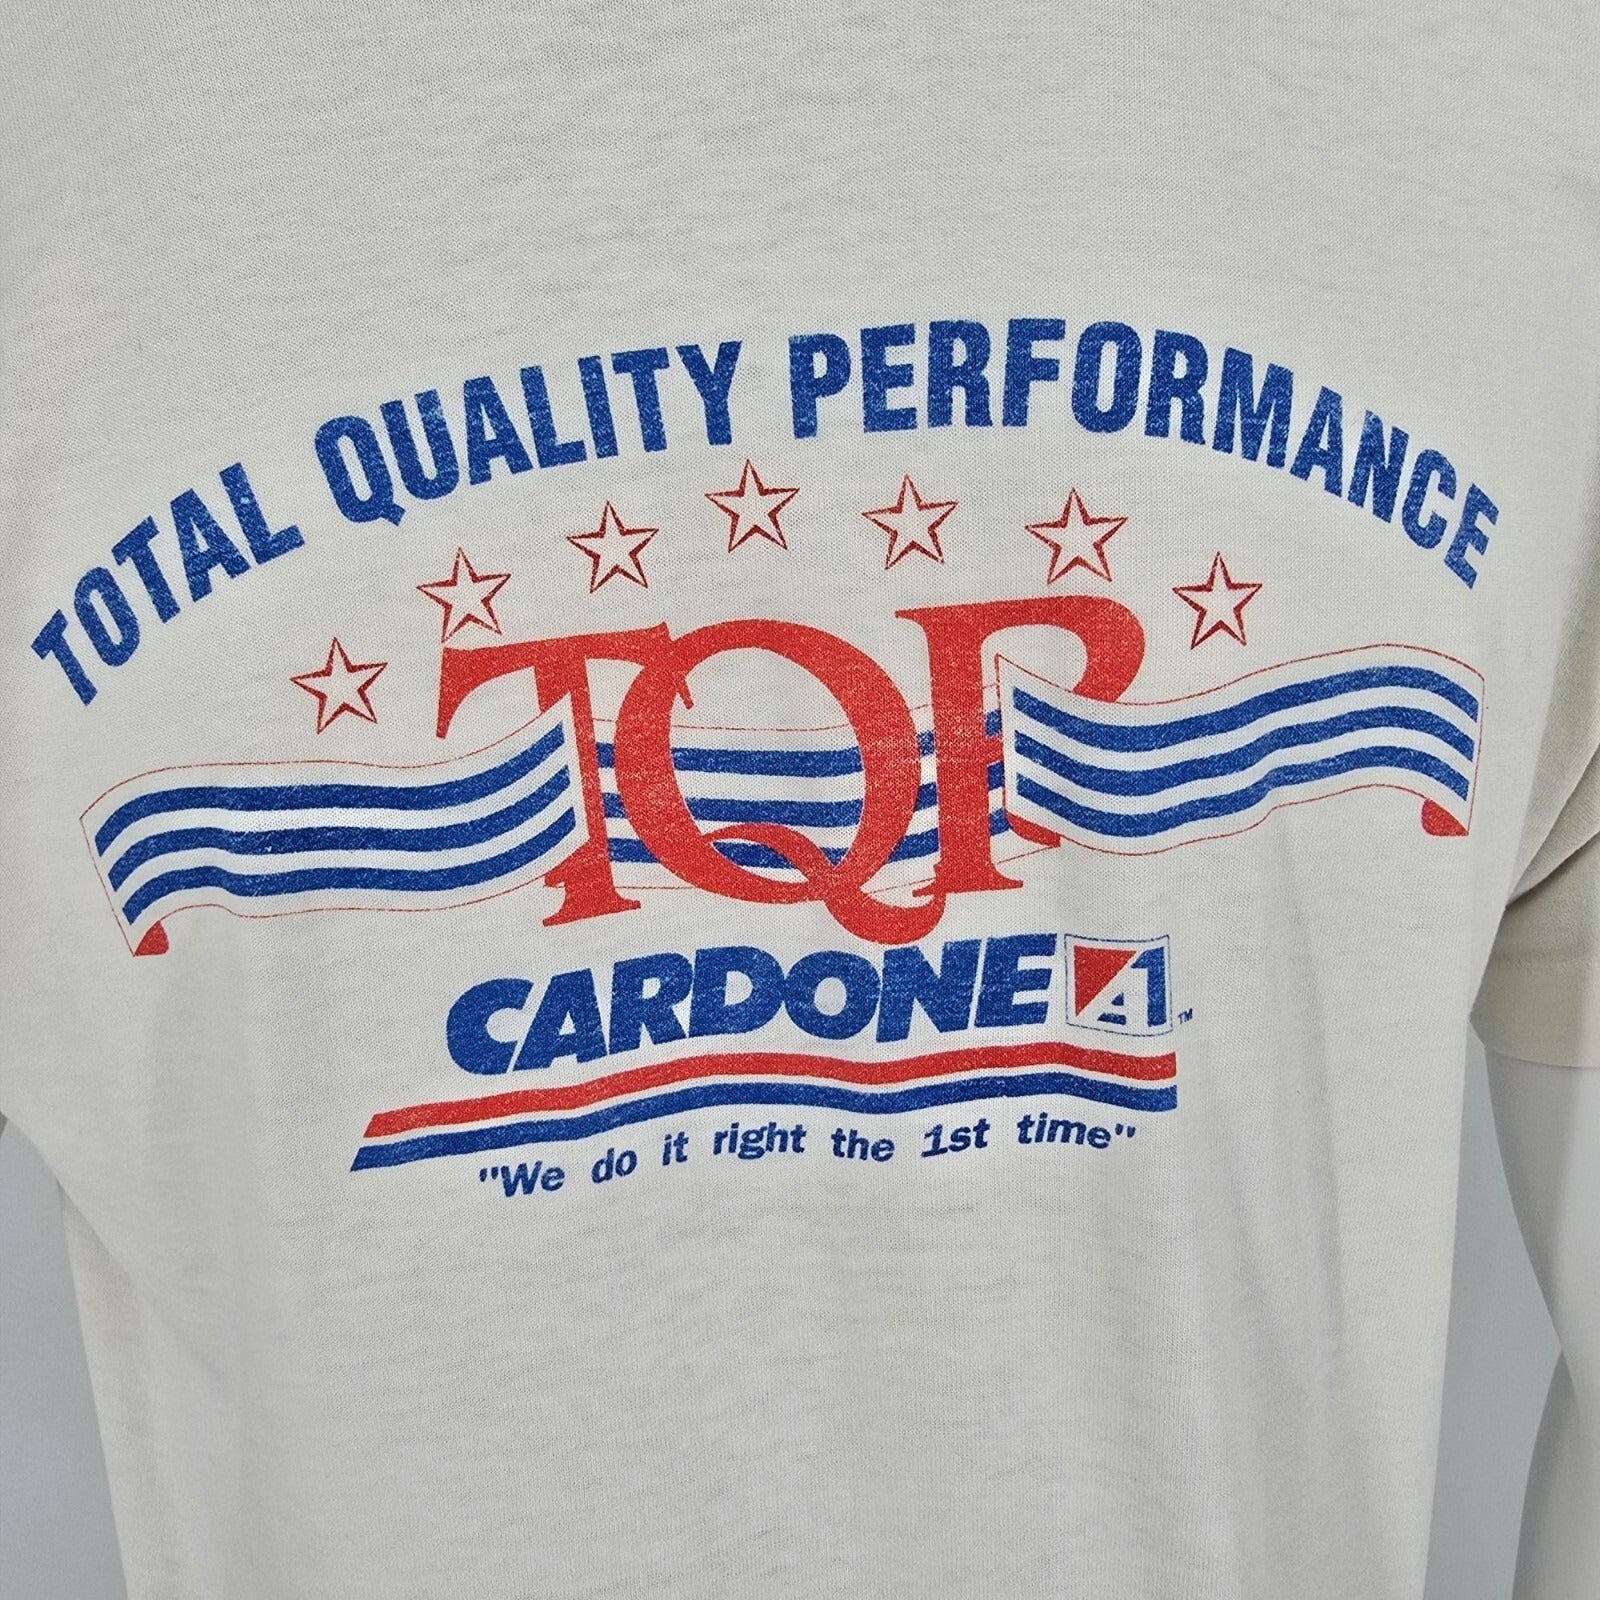 TOTAL QUALITY PERFORMANCE
TQP
CARDONE A1 ™
"We do it right the 1st time"